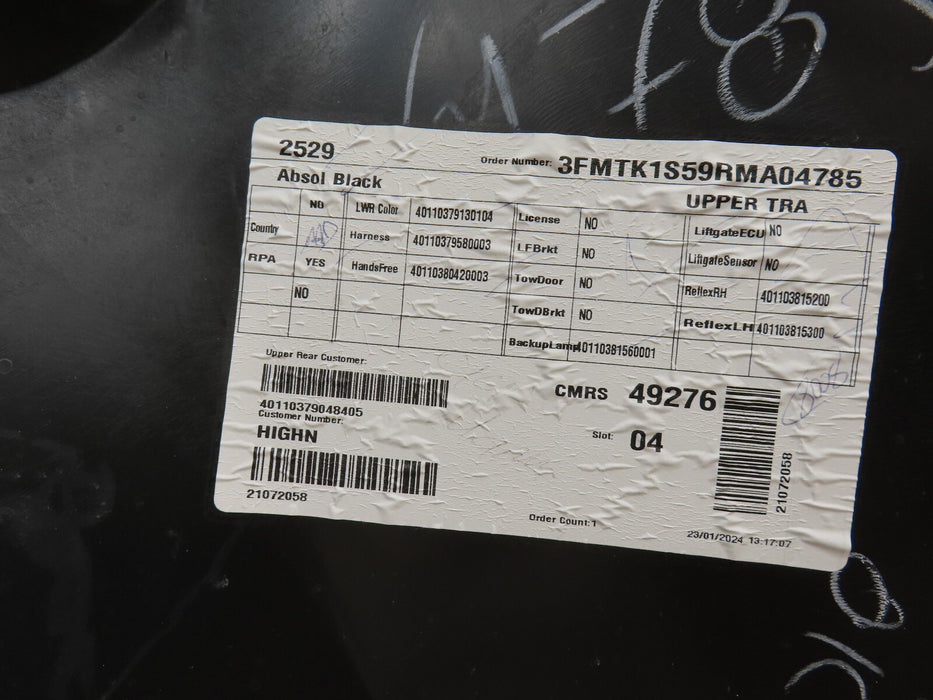 M 785
2529
Order Number: 3FMTK1S59RMA04785
Absol Black
UPPER TRA
NO
LWR Color 40110379130104
License NO
LiftgateECU NO
Country
Harness 40110379580003
LFBrkt NO
LiftgateSensor NO
RPA YES
HandsFree 40110380420003
TowDoor NO
ReflexRH 401103815200
NO
TowDBrkt NO
ReflexLH 401103815300
BackupLamp 40110381560001
Upper Rear Customer:
40110379048405
Customer Number:
HIGHN
21072058
CMRS 49276
Slot: 04
21072058
Order Count:1
23/01/2024 13:17:07